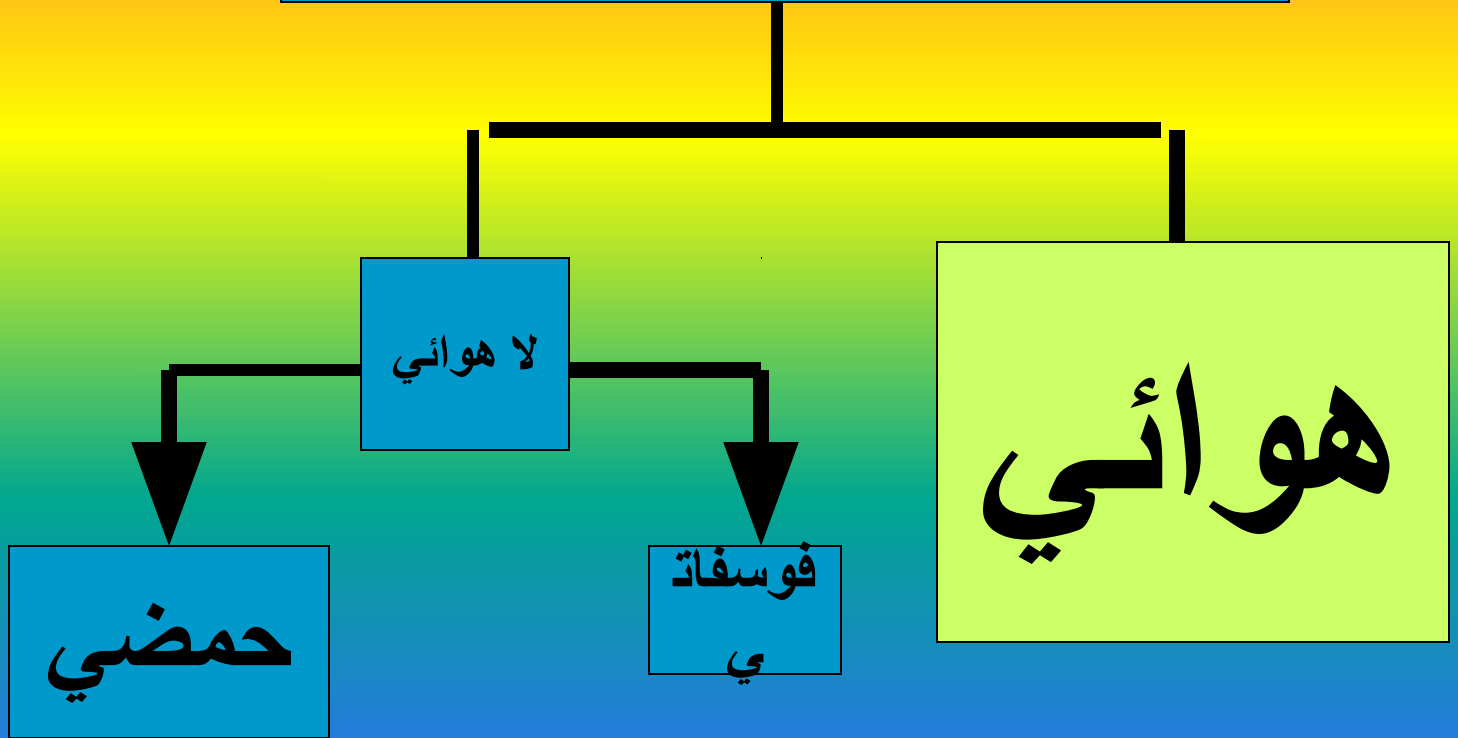 هوائي
لا هوائي
فوسفات
ي
حمضي